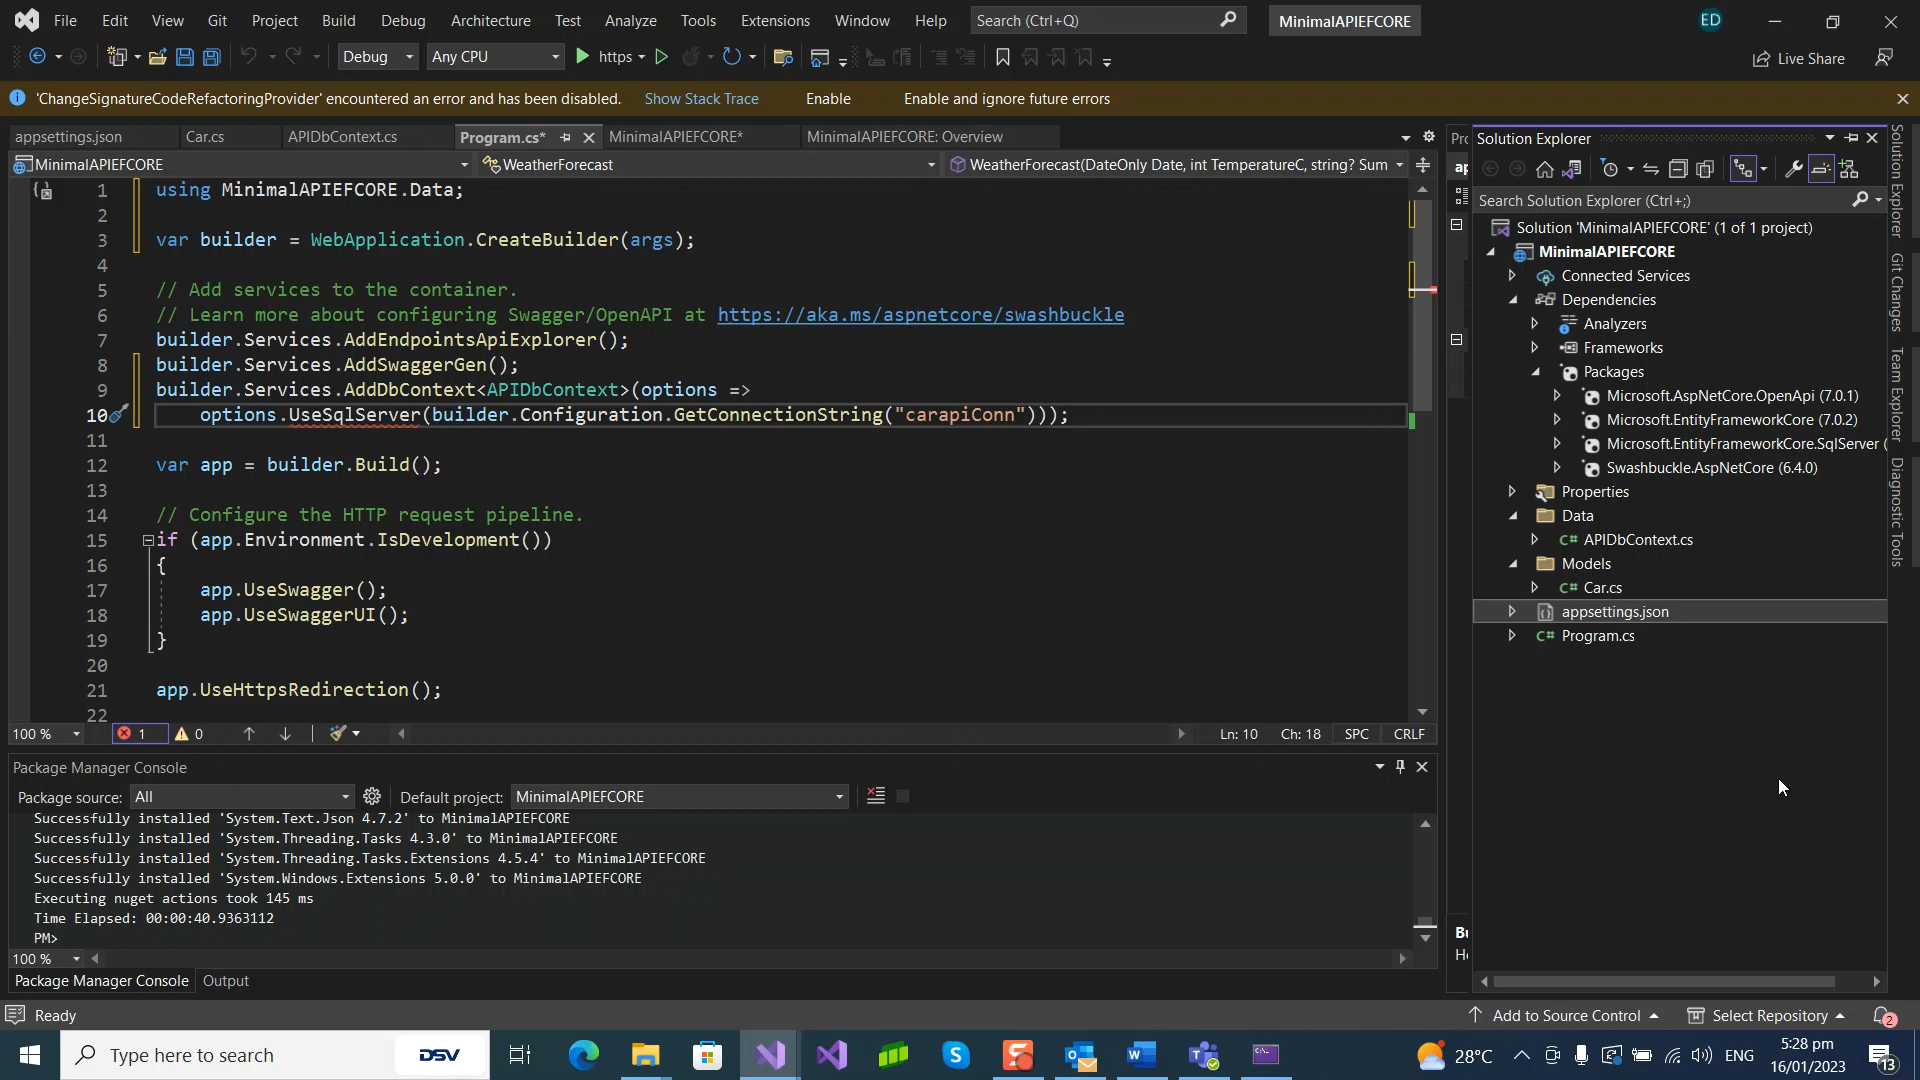 File Edit View Git Project Build Debug Architecture Test Analyze Tools Extensions Window Help Search (Ctrl+Q) MinimalAPIEFCORE ED
Debug Any CPU https Live Share
'ChangeSignatureCodeRefactoringProvider' encountered an error and has been disabled. Show Stack Trace Enable Enable and ignore future errors
appsettings.json Car.cs APIDbContext.cs Program.cs* MinimalAPIEFCORE* MinimalAPIEFCORE: Overview
MinimalAPIEFCORE WeatherForecast WeatherForecast(DateOnly Date, int TemperatureC, string? Sum
1 using MinimalAPIEFCORE.Data;
2
3 var builder = WebApplication.CreateBuilder(args);
4
5 // Add services to the container.
6 // Learn more about configuring Swagger/OpenAPI at https://aka.ms/aspnetcore/swashbuckle
7 builder.Services.AddEndpointsApiExplorer();
8 builder.Services.AddSwaggerGen();
9 builder.Services.AddDbContext<APIDbContext>(options =>
10 options.UseSqlServer(builder.Configuration.GetConnectionString("carapiConn")));
11
12 var app = builder.Build();
13
14 // Configure the HTTP request pipeline.
15 if (app.Environment.IsDevelopment())
16 {
17 app.UseSwagger();
18 app.UseSwaggerUI();
19 }
20
21 app.UseHttpsRedirection();
22
100 % 1 0 Ln: 10 Ch: 18 SPC CRLF
Package Manager Console
Package source: All Default project: MinimalAPIEFCORE
Successfully installed 'System.Text.Json 4.7.2' to MinimalAPIEFCORE
Successfully installed 'System.Threading.Tasks 4.3.0' to MinimalAPIEFCORE
Successfully installed 'System.Threading.Tasks.Extensions 4.5.4' to MinimalAPIEFCORE
Successfully installed 'System.Windows.Extensions 5.0.0' to MinimalAPIEFCORE
Executing nuget actions took 145 ms
Time Elapsed: 00:00:40.9363112
PM>
100 %
Package Manager Console Output
Solution Explorer
Search Solution Explorer (Ctrl+;)
Solution 'MinimalAPIEFCORE' (1 of 1 project)
MinimalAPIEFCORE
Connected Services
Dependencies
Analyzers
Frameworks
Packages
Microsoft.AspNetCore.OpenApi (7.0.1)
Microsoft.EntityFrameworkCore (7.0.2)
Microsoft.EntityFrameworkCore.SqlServer (
Swashbuckle.AspNetCore (6.4.0)
Properties
Data
C# APIDbContext.cs
Models
C# Car.cs
appsettings.json
C# Program.cs
Solution Explorer
Git Changes
Team Explorer
Diagnostic Tools
Ready Add to Source Control Select Repository 2
Type here to search DSV 28°C ENG 5:28 pm
16/01/2023 13